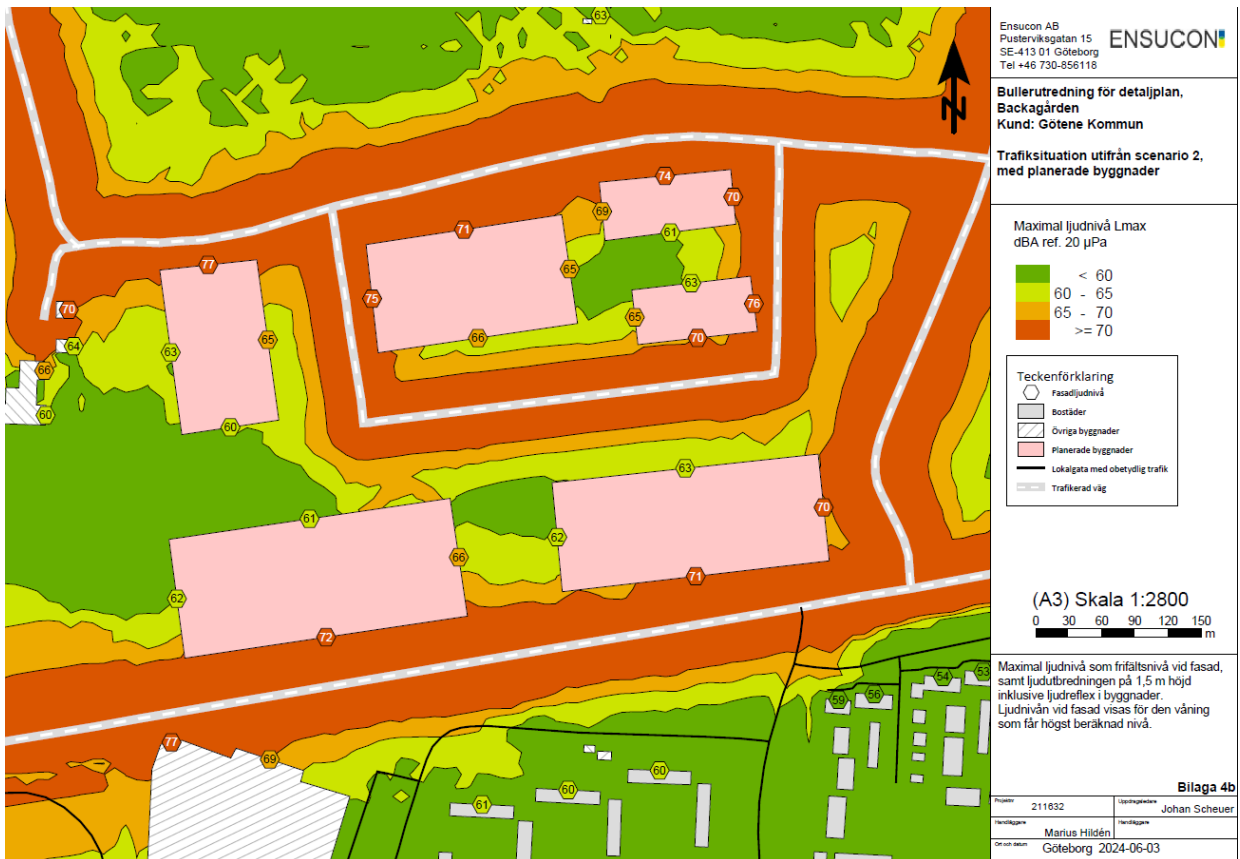 63
74
70
69
71
61
65
77
63
75
76
65
70
70
65
66
64
63
66
60
60
63
61
70
66
62
71
62
72
77
69
54
53
59
56
60
60
61
N
Ensucon AB
Pusterviksgatan 15
SE-413 01 Göteborg
Tel +46 730-856118
ENSUCON
Bullerutredning för detaljplan,
Backagården
Kund: Götene Kommun
Trafiksituation utifrån scenario 2,
med planerade byggnader
Maximal ljudnivå Lmax
dBA ref. 20 µPa
< 60
60 - 65
65 - 70
>= 70
Teckenförklaring
Fasadljudnivå
Bostäder
Övriga byggnader
Planerade byggnader
Lokalgata med obetydlig trafik
Trafikerad väg
(A3) Skala 1:2800
0 30 60 90 120 150
m
Maximal ljudnivå som frifältsnivå vid fasad,
samt ljudutbredningen på 1,5 m höjd
inklusive ljudreflex i byggnader.
Ljudnivån vid fasad visas för den våning
som får högst beräknad nivå.
Bilaga 4b
Projektnr 211632
Uppdragsledare Johan Scheuer
Handläggare Marius Hildén
Handläggare
Ort och datum Göteborg 2024-06-03